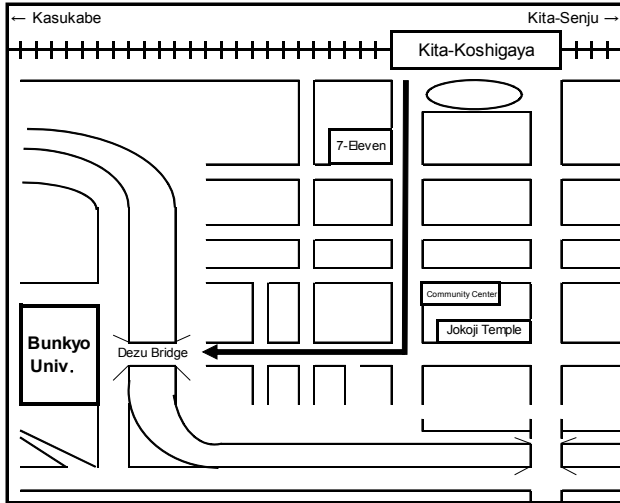 ← Kasukabe
Kita-Senju →
Kita-Koshigaya
7-Eleven
Community Center
Jokoji Temple
Bunkyo
Univ.
Dezu Bridge